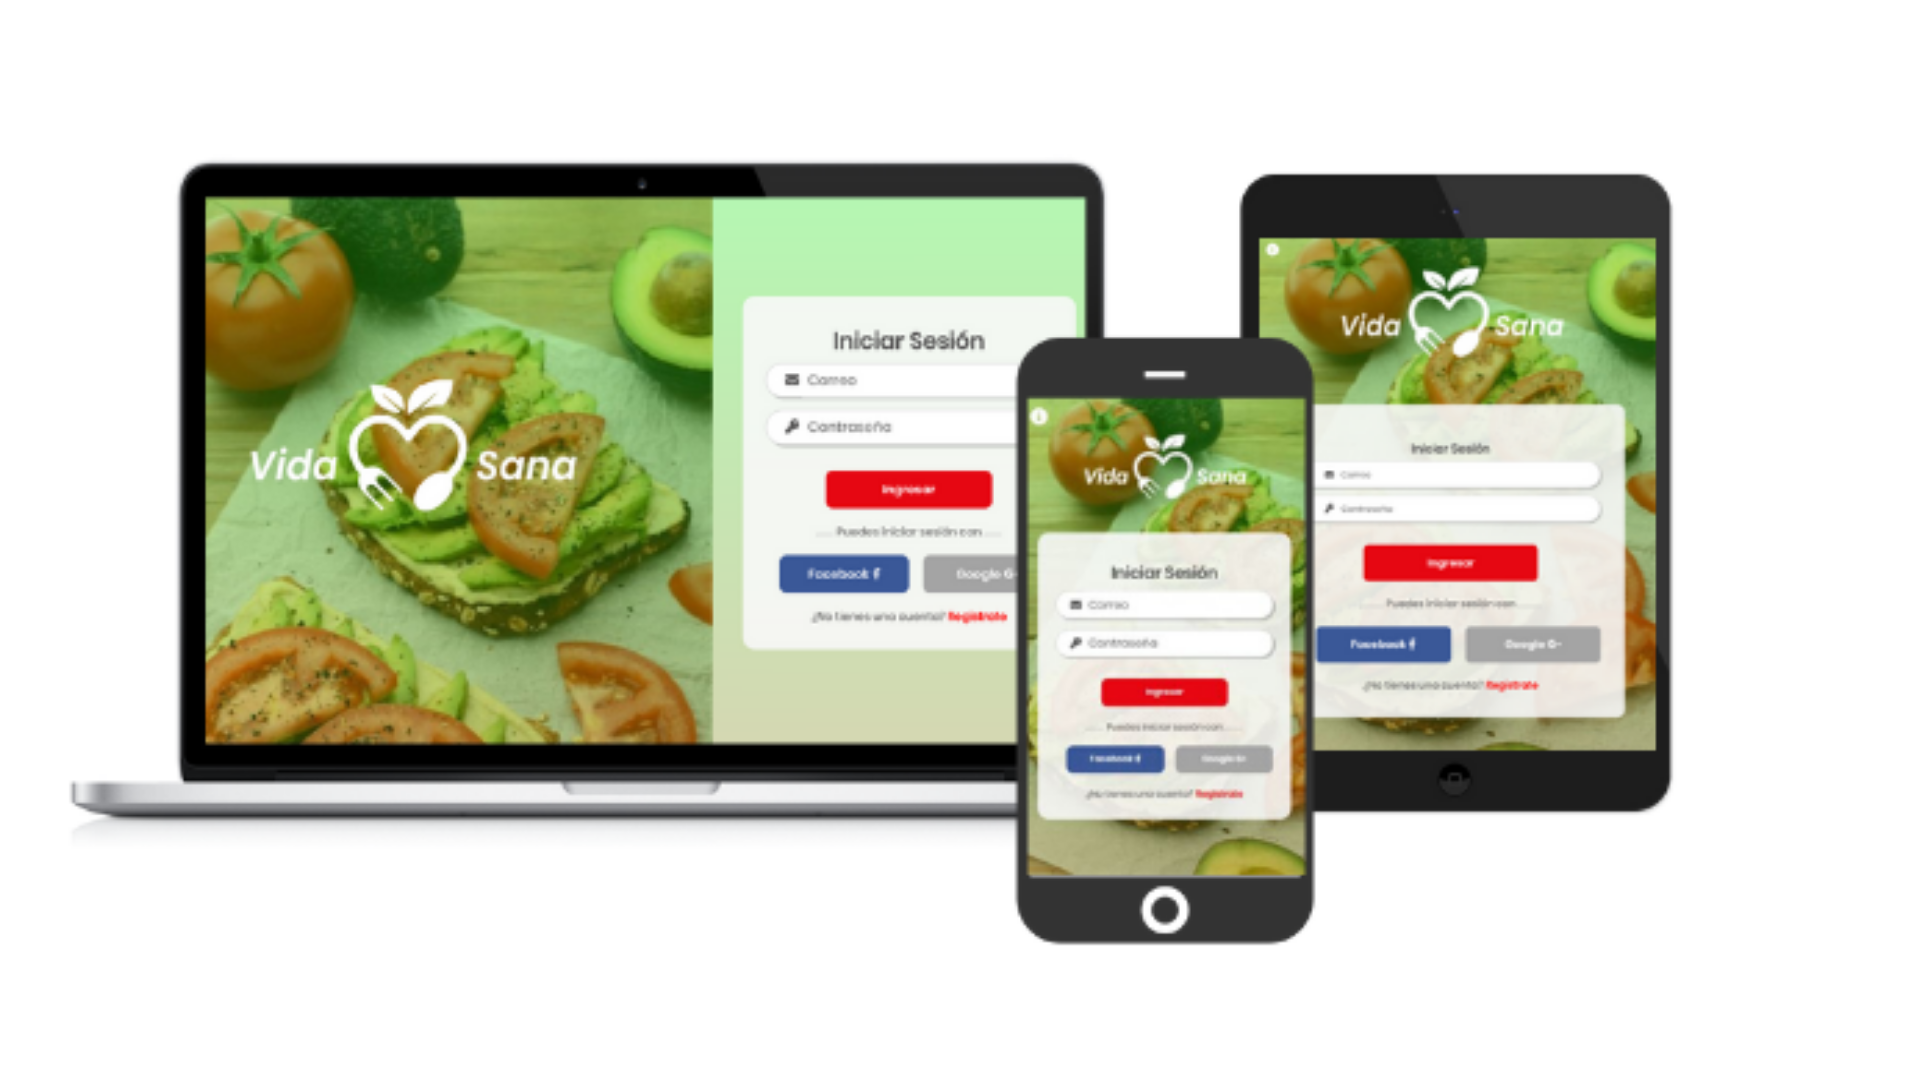 Vida Sana
Iniciar Sesión
Correo
Contraseña
Ingresar
Puedes iniciar sesión con
Facebook f
Google G
¿No tienes una cuenta? Regístrate
Vida Sana
Iniciar Sesión
Correo
Contraseña
Ingresar
Puedes iniciar sesión con
Facebook f
Google G+
¿No tienes una cuenta? Regístrate
Vida Sana
Iniciar Sesión
Correo
Contraseña
Ingresar
Puedes iniciar sesión con
Facebook f
Google G+
¿No tienes una cuenta? Regístrate